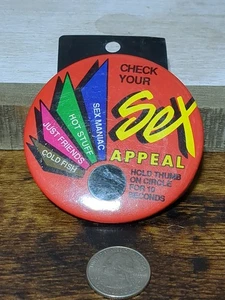 CHECK
YOUR
Sex
APPEAL
HOLD THUMB
ON CIRCLE
FOR 10
SECONDS
SEX MANIAC
HOT STUFF
JUST FRIENDS
COLD FISH